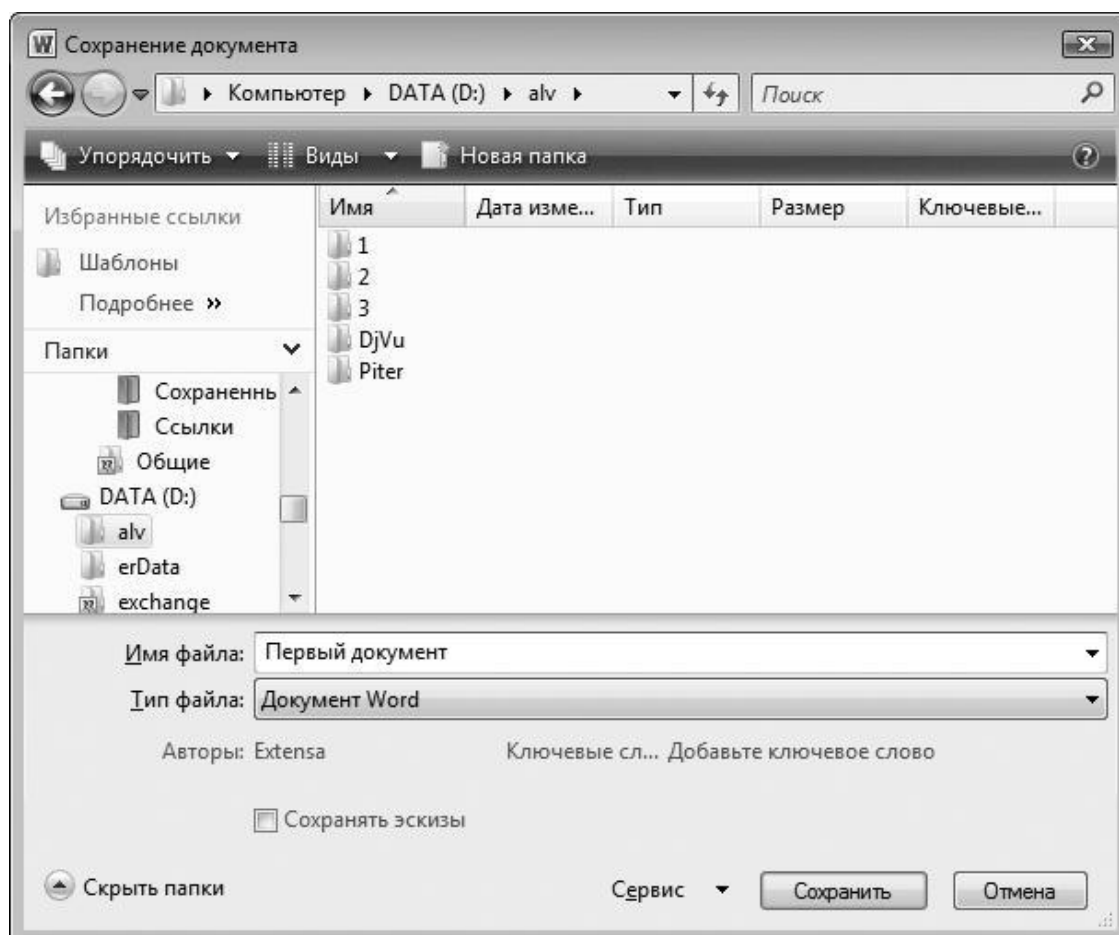 Сохранение документа
Компьютер DATA (D:) alv Поиск
Упорядочить Виды Новая папка
Избранные ссылки
Шаблоны
Подробнее »
Папки
Сохраненнь
Ссылки
Общие
DATA (D:)
alv
erData
exchange
Имя Дата изме... Тип Размер Ключевые...
1
2
3
DjVu
Piter
Имя файла: Первый документ
Тип файла: Документ Word
Авторы: Extensa Ключевые сл... Добавьте ключевое слово
Сохранять эскизы
Скрыть папки Сервис Сохранить Отмена